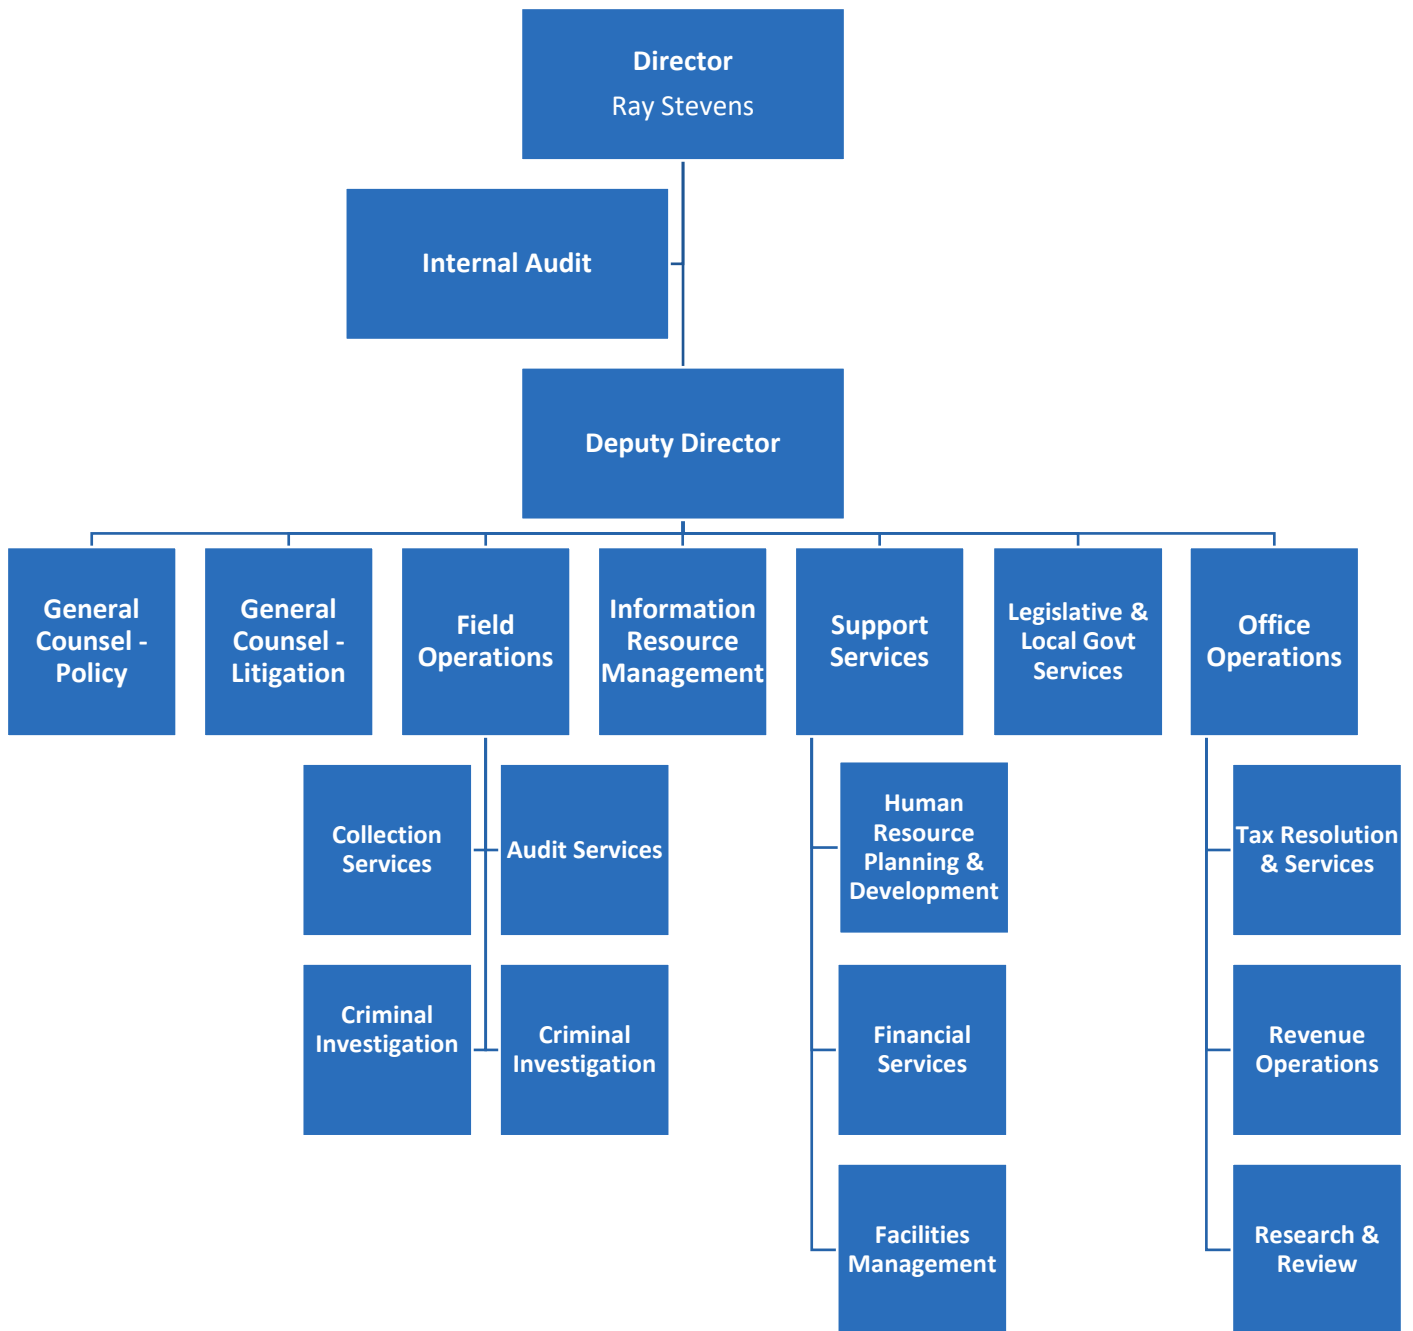 Director
Ray Stevens
Internal Audit
Deputy Director
General
Counsel -
Policy
General
Counsel -
Litigation
Field
Operations
Information
Resource
Management
Support
Services
Legislative &
Local Govt
Services
Office
Operations
Collection
Services
Audit Services
Human
Resource
Planning &
Development
Tax Resolution
& Services
Criminal
Investigation
Criminal
Investigation
Financial
Services
Revenue
Operations
Facilities
Management
Research &
Review